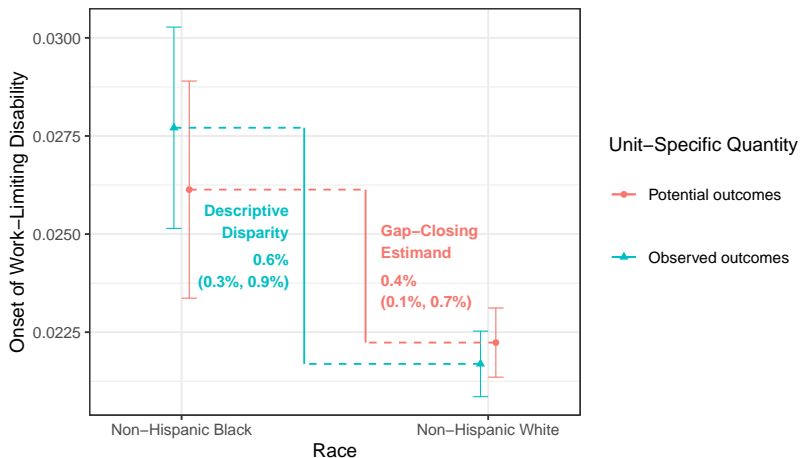 Onset of Work−Limiting Disability
0.0300
0.0275
0.0250
0.0225
Descriptive
Disparity
0.6%
(0.3%, 0.9%)
Gap−Closing
Estimand
0.4%
(0.1%, 0.7%)
Non−Hispanic Black
Non−Hispanic White
Race
Unit−Specific Quantity
Potential outcomes
Observed outcomes